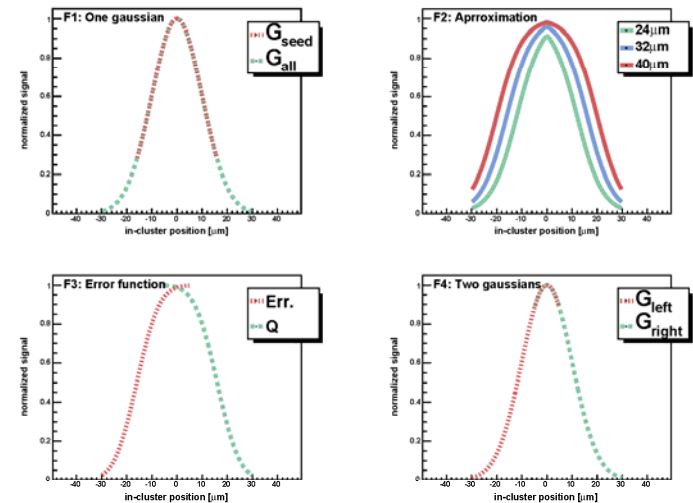 F1: One gaussian
G seed
G all
normalized signal
1
0.8
0.6
0.4
0.2
0
-40 -30 -20 -10 0 10 20 30 40
in-cluster position [μm]
F2: Aprroximation
24μm
32μm
40μm
normalized signal
1
0.8
0.6
0.4
0.2
0
-40 -30 -20 -10 0 10 20 30 40
in-cluster position [μm]
F3: Error function
Err.
Q
normalized signal
1
0.8
0.6
0.4
0.2
0
-40 -30 -20 -10 0 10 20 30 40
in-cluster position [μm]
F4: Two gaussians
G left
G right
normalized signal
1
0.8
0.6
0.4
0.2
0
-40 -30 -20 -10 0 10 20 30 40
in-cluster position [μm]